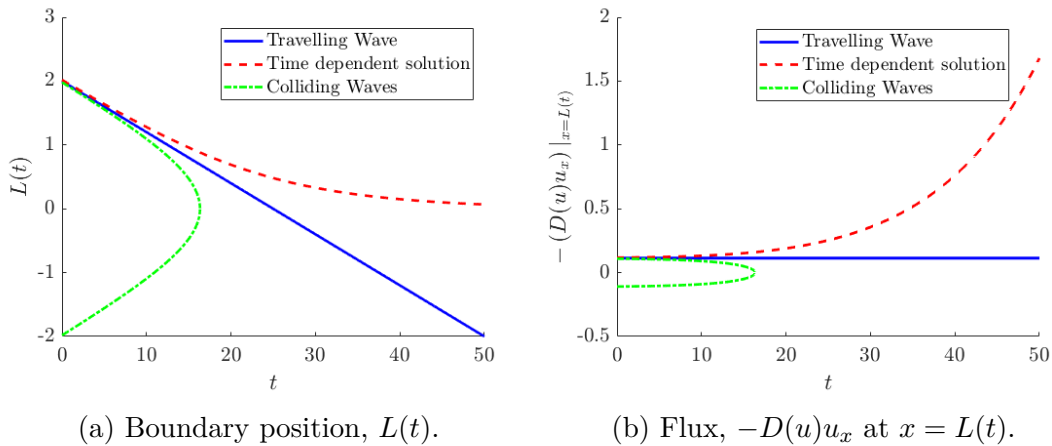 3
2
1
0
-1
-2
0
10
20
30
40
50
L(t)
t
Travelling Wave
Time dependent solution
Colliding Waves
(a) Boundary position, L(t).
2
1.5
1
0.5
0
-0.5
0
10
20
30
40
50
− (D(u)u_x) |_{x=L(t)}
t
Travelling Wave
Time dependent solution
Colliding Waves
(b) Flux, −D(u)u_x at x = L(t).